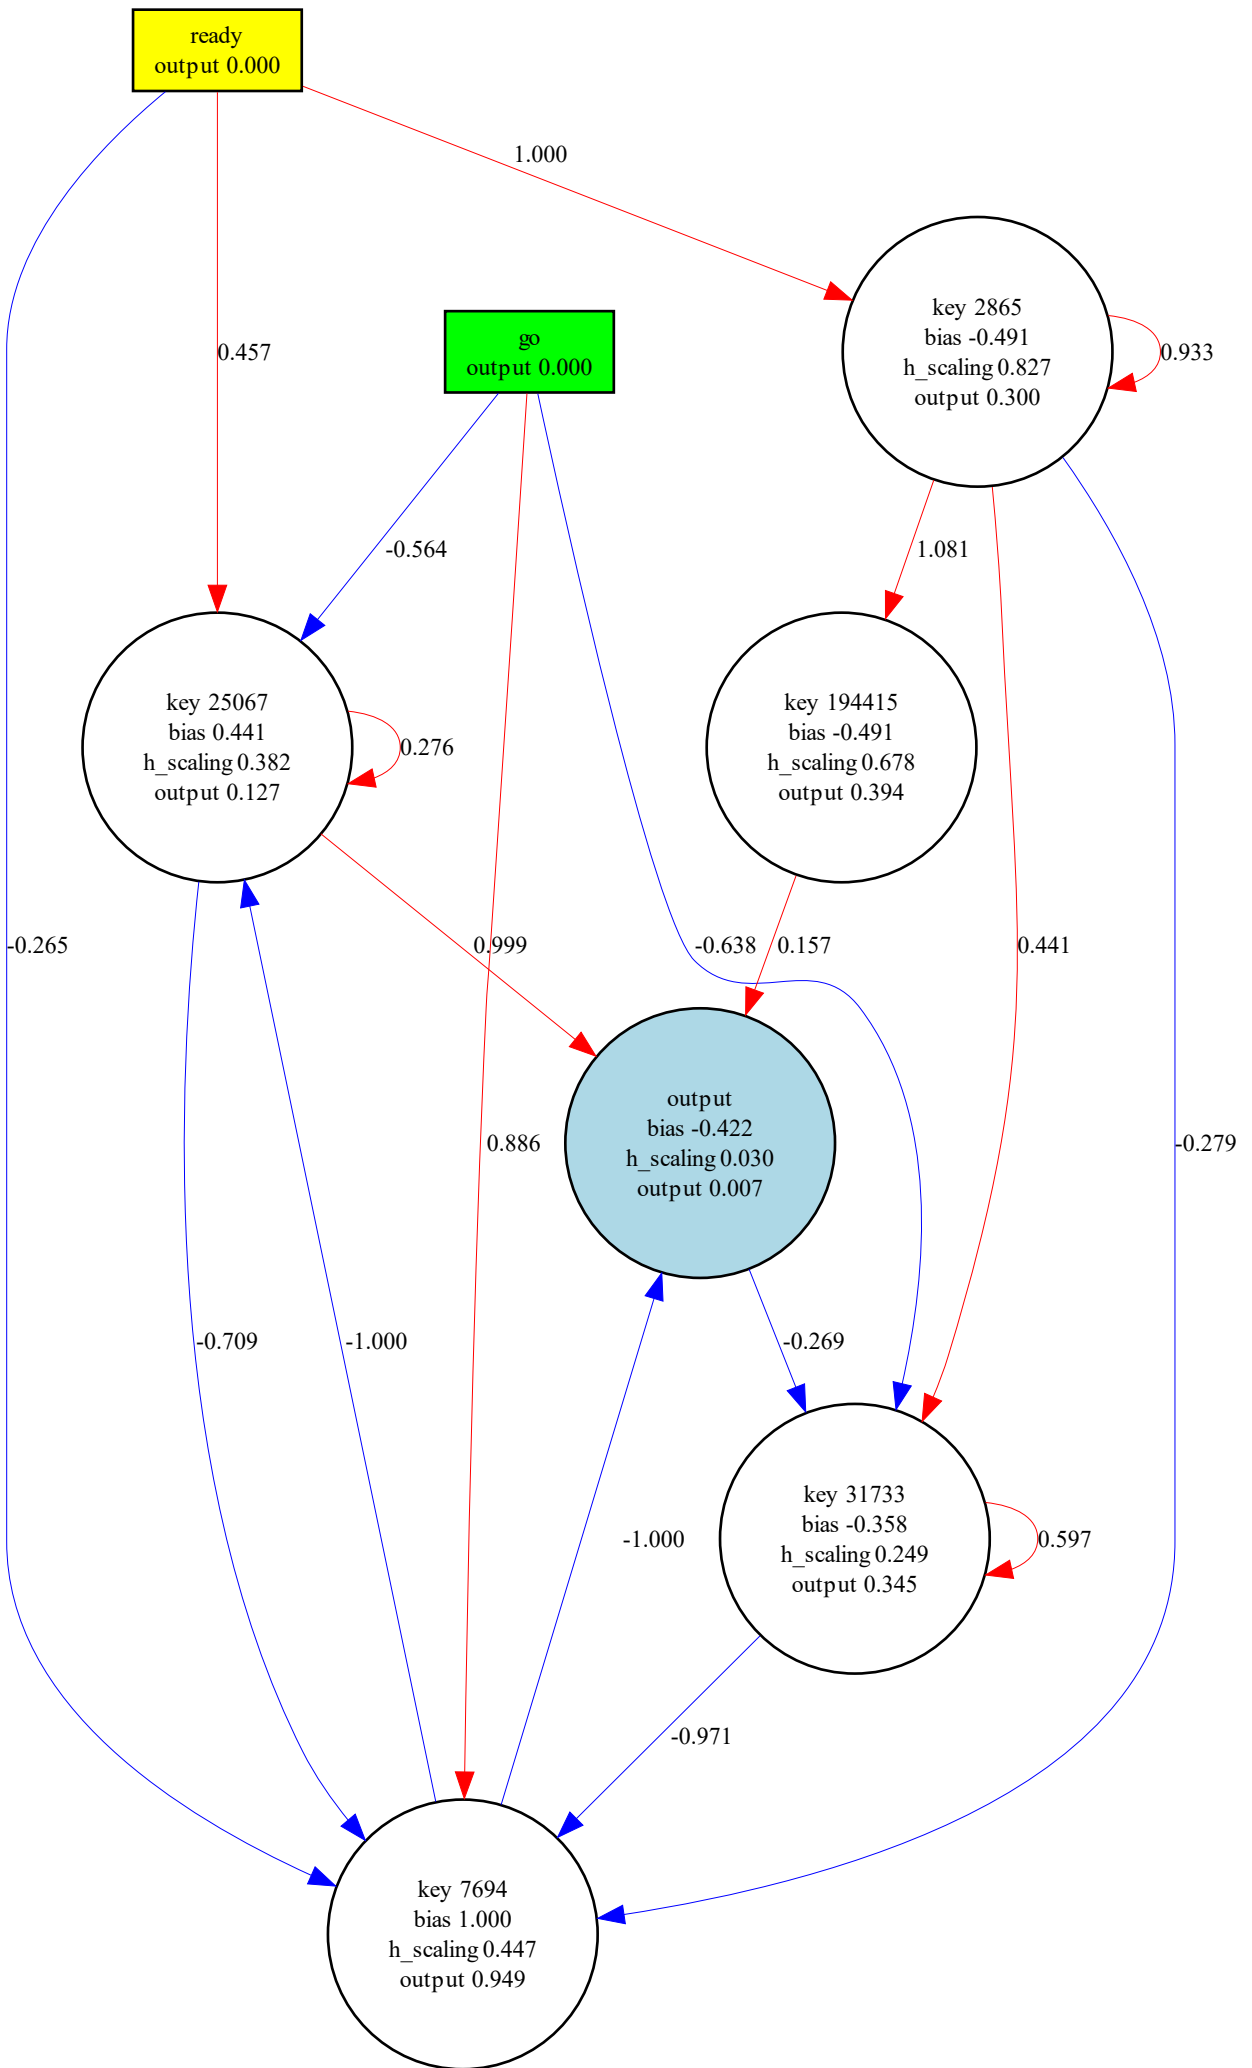 ready
output 0.000
1.000
key 2865
bias -0.491
h_scaling 0.827
output 0.300
0.933
go
output 0.000
0.457
-0.564
1.081
key 25067
bias 0.441
h_scaling 0.382
output 0.127
0.276
key 194415
bias -0.491
h_scaling 0.678
output 0.394
-0.265
0.999
-0.638
0.157
0.441
output
bias -0.422
h_scaling 0.030
output 0.007
0.886
-0.279
-0.709
-1.000
-0.269
key 31733
bias -0.358
h_scaling 0.249
output 0.345
0.597
-1.000
-0.971
key 7694
bias 1.000
h_scaling 0.447
output 0.949